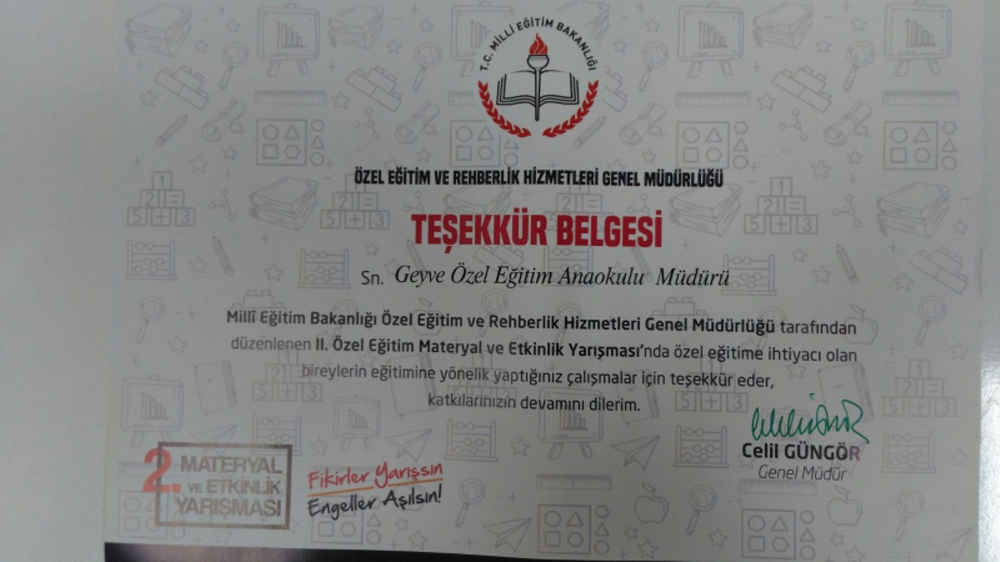 T.C. MİLLİ EĞİTİM BAKANLIĞI
ÖZEL EĞİTİM VE REHBERLİK HİZMETLERİ GENEL MÜDÜRLÜĞÜ
TEŞEKKÜR BELGESİ
Sn. Geyve Özel Eğitim Anaokulu Müdürü
Millî Eğitim Bakanlığı Özel Eğitim ve Rehberlik Hizmetleri Genel Müdürlüğü tarafından
düzenlenen II. Özel Eğitim Materyal ve Etkinlik Yarışması'nda özel eğitime ihtiyacı olan
bireylerin eğitimine yönelik yaptığınız çalışmalar için teşekkür eder,
katkılarınızın devamını dilerim.
Celil GÜNGÖR
Genel Müdür
2. MATERYAL
VE ETKİNLİK
YARIŞMASI
Fikirler Yarışsın
Engeller Aşılsın!